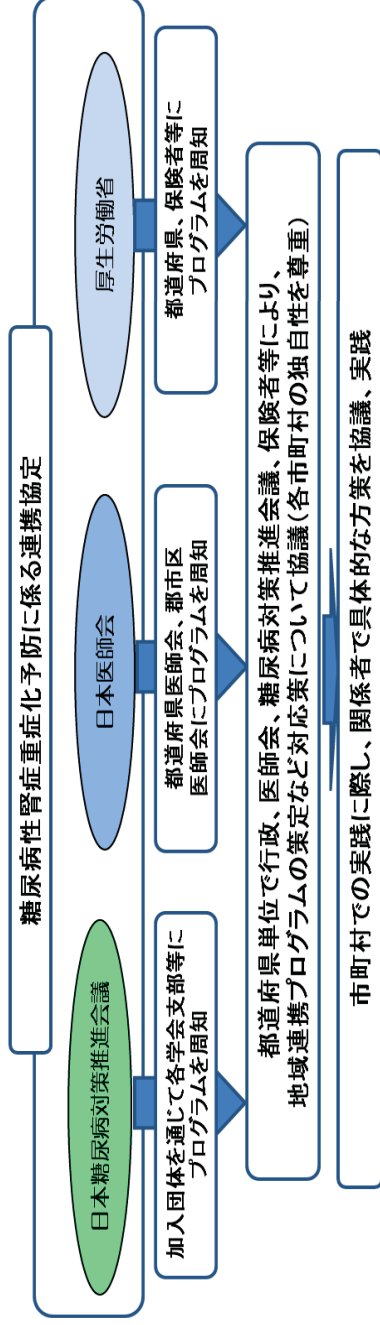 糖尿病性腎症重症化予防に係る連携協定
日本糖尿病対策推進会議
日本医師会
厚生労働省
加入団体を通じて各学会支部等に
プログラムを周知
都道府県医師会、郡市区
医師会にプログラムを周知
都道府県、保険者等に
プログラムを周知
都道府県単位で行政、医師会、糖尿病対策推進会議、保険者等により、
地域連携プログラムの策定など対応策について協議(各市町村の独自性を尊重)
市町村での実践に際し、関係者で具体的な方策を協議、実践